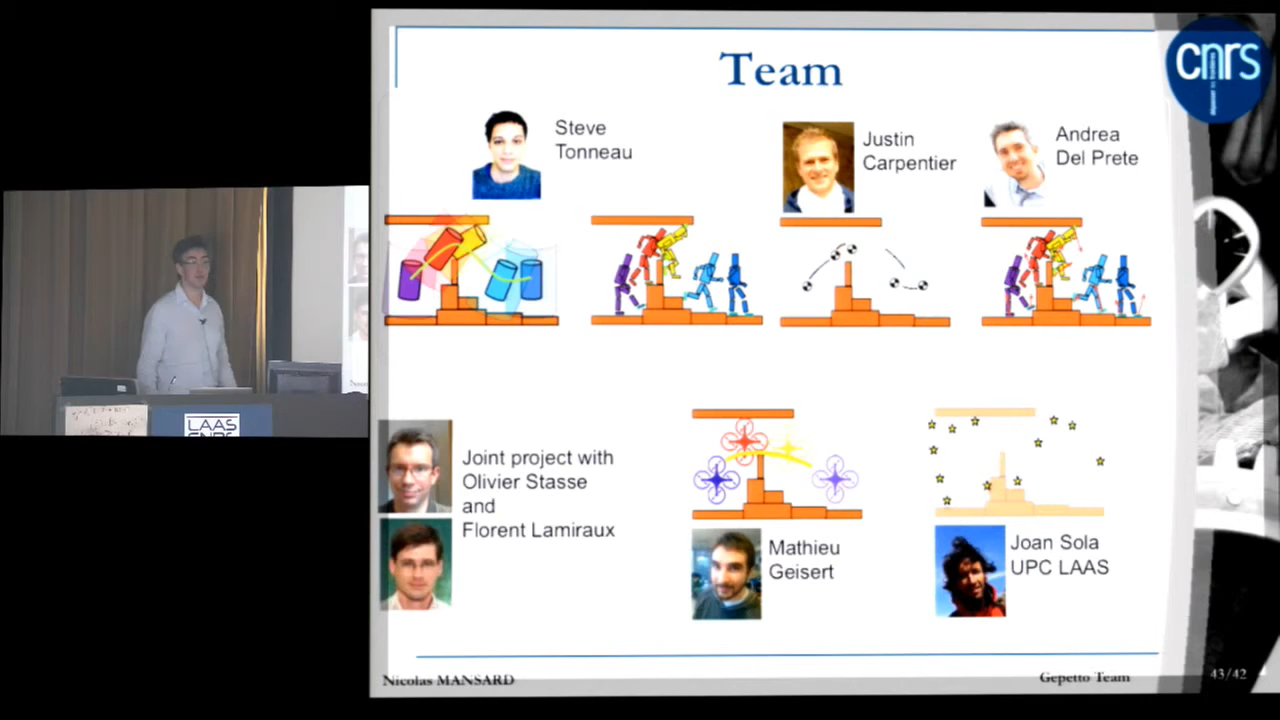 Team
cnrs
Steve
Tonneau
Justin
Carpentier
Andrea
Del Prete
LAAS
CNRS
Joint project with
Olivier Stasse
and
Florent Lamiraux
Mathieu
Geisert
Joan Sola
UPC LAAS
Nicolas MANSARD
Gepetto Team
43/42